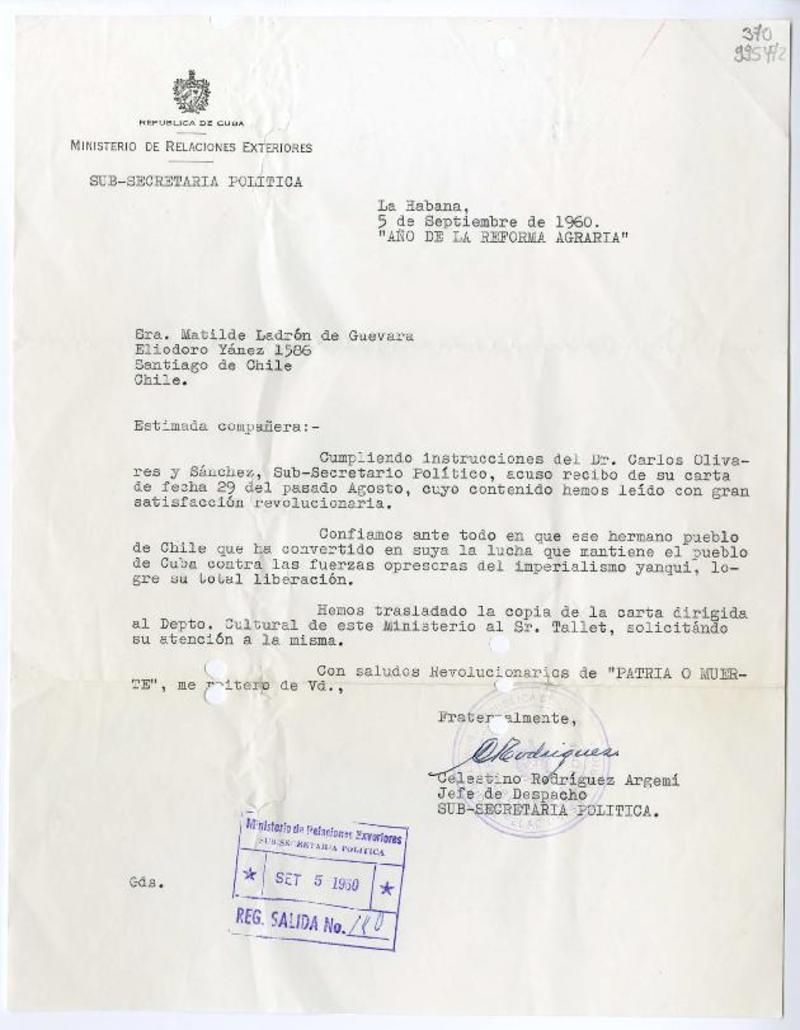 370
995472
REPUBLICA DE CUBA
MINISTERIO DE RELACIONES EXTERIORES
SUB-SECRETARIA POLITICA
La Habana,
5 de Septiembre de 1960.
"AÑO DE LA REFORMA AGRARIA"
Sra. Matilde Ladrón de Guevara
Eliodoro Yánez 1586
Santiago de Chile
Chile.
Estimada compañera:-
Cumpliendo instrucciones del Dr. Carlos Oliva-
res y Sánchez, Sub-Secretario Político, acuso recibo de su carta
de fecha 29 del pasado Agosto, cuyo contenido hemos leído con gran
satisfacción revolucionaria.
Confiamos ante todo en que ese hermano pueblo
de Chile que ha convertido en suya la lucha que mantiene el pueblo
de Cuba contra las fuerzas opresoras del imperialismo yanqui, lo-
gre su total liberación.
Hemos trasladado la copia de la carta dirigida
al Depto. Cultural de este Ministerio al Sr. Tallet, solicitándo
su atención a la misma.
Con saludos Revolucionarios de "PATRIA O MUER-
TE", me reitero de Vd.,
Fraternalmente,
CRodriguez
Celestino Rodríguez Argemí
Jefe de Despacho
SUB-SECRETARIA POLITICA.
Ministerio de Relaciones Exteriores
SUB-SECRETARIA POLITICA
SET 5 1960
REG. SALIDA No. 180
Gds.